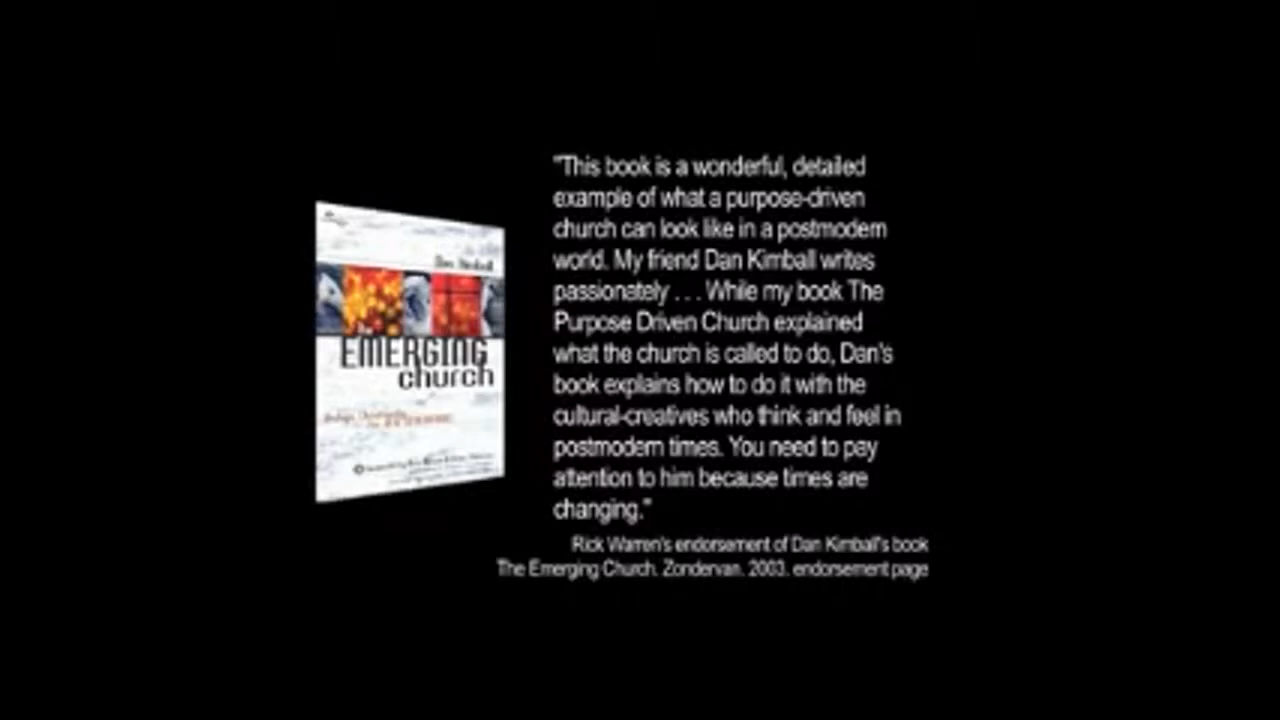 Dan Kimball
EMERGING
church
"This book is a wonderful, detailed
example of what a purpose-driven
church can look like in a postmodern
world. My friend Dan Kimball writes
passionately . . . While my book The
Purpose Driven Church explained
what the church is called to do, Dan's
book explains how to do it with the
cultural-creatives who think and feel in
postmodern times. You need to pay
attention to him because times are
changing."
Rick Warren's endorsement of Dan Kimball's book
The Emerging Church. Zondervan. 2003. endorsement page